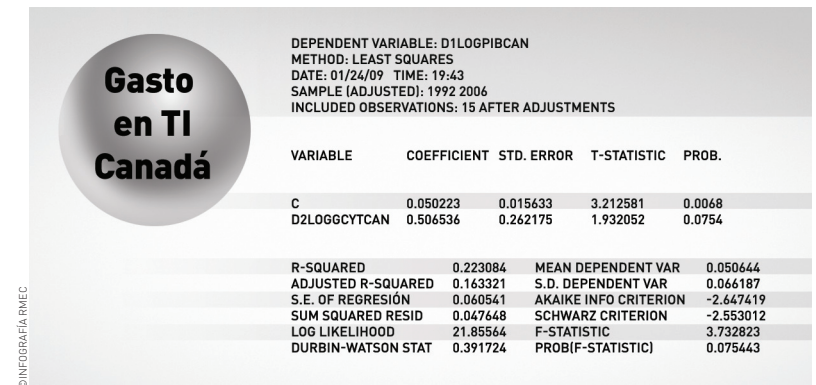 Gasto
en TI
Canadá
DEPENDENT VARIABLE: D1LOGPIBCAN
METHOD: LEAST SQUARES
DATE: 01/24/09 TIME: 19:43
SAMPLE (ADJUSTED): 1992 2006
INCLUDED OBSERVATIONS: 15 AFTER ADJUSTMENTS
VARIABLE COEFFICIENT STD. ERROR T-STATISTIC PROB.
C 0.050223 0.015633 3.212581 0.0068
D2LOGGCYTCAN 0.506536 0.262175 1.932052 0.0754
R-SQUARED 0.223084 MEAN DEPENDENT VAR 0.050644
ADJUSTED R-SQUARED 0.163321 S.D. DEPENDENT VAR 0.066187
S.E. OF REGRESIÓN 0.060541 AKAIKE INFO CRITERION -2.647419
SUM SQUARED RESID 0.047648 SCHWARZ CRITERION -2.553012
LOG LIKELIHOOD 21.85564 F-STATISTIC 3.732823
DURBIN-WATSON STAT 0.391724 PROB(F-STATISTIC) 0.075443
©INFOGRAFÍA RMEC